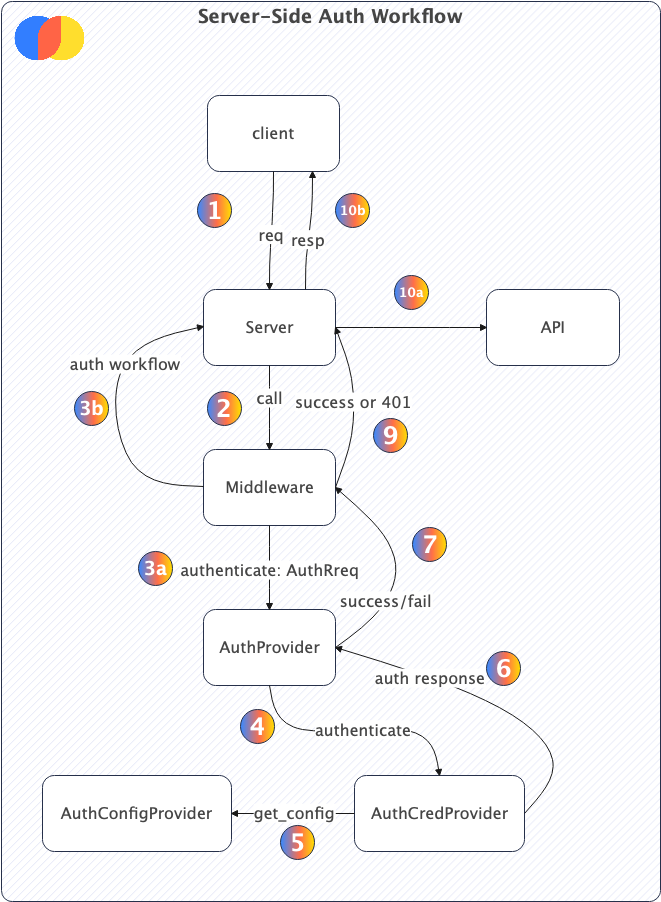 Server-Side Auth Workflow
client
1
10b
req
resp
10a
Server
API
auth workflow
3b
2
call
success or 401
9
Middleware
7
3a
authenticate: AuthRreq
success/fail
AuthProvider
6
auth response
4
authenticate
AuthConfigProvider
get_config
AuthCredProvider
5